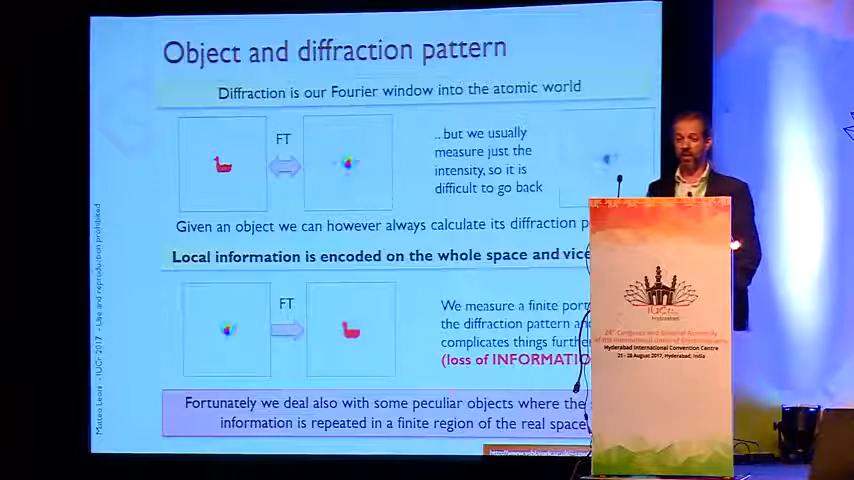 Object and diffraction pattern
Diffraction is our Fourier window into the atomic world
FT
.. but we usually
measure just the
intensity, so it is
difficult to go back
Given an object we can however always calculate its diffraction p
Local information is encoded on the whole space and vice
FT
We measure a finite port
the diffraction pattern an
complicates things furthe
(loss of INFORMATIO
Fortunately we deal also with some peculiar objects where the
information is repeated in a finite region of the real space
Matteo Leoni - IUCr 2017 - Use and reproduction prohibited
IUCr
Hyderabad
24th Congress and General Assembly
of the International Union of Crystallography
Hyderabad International Convention Centre
21 - 28 August 2017, Hyderabad, India